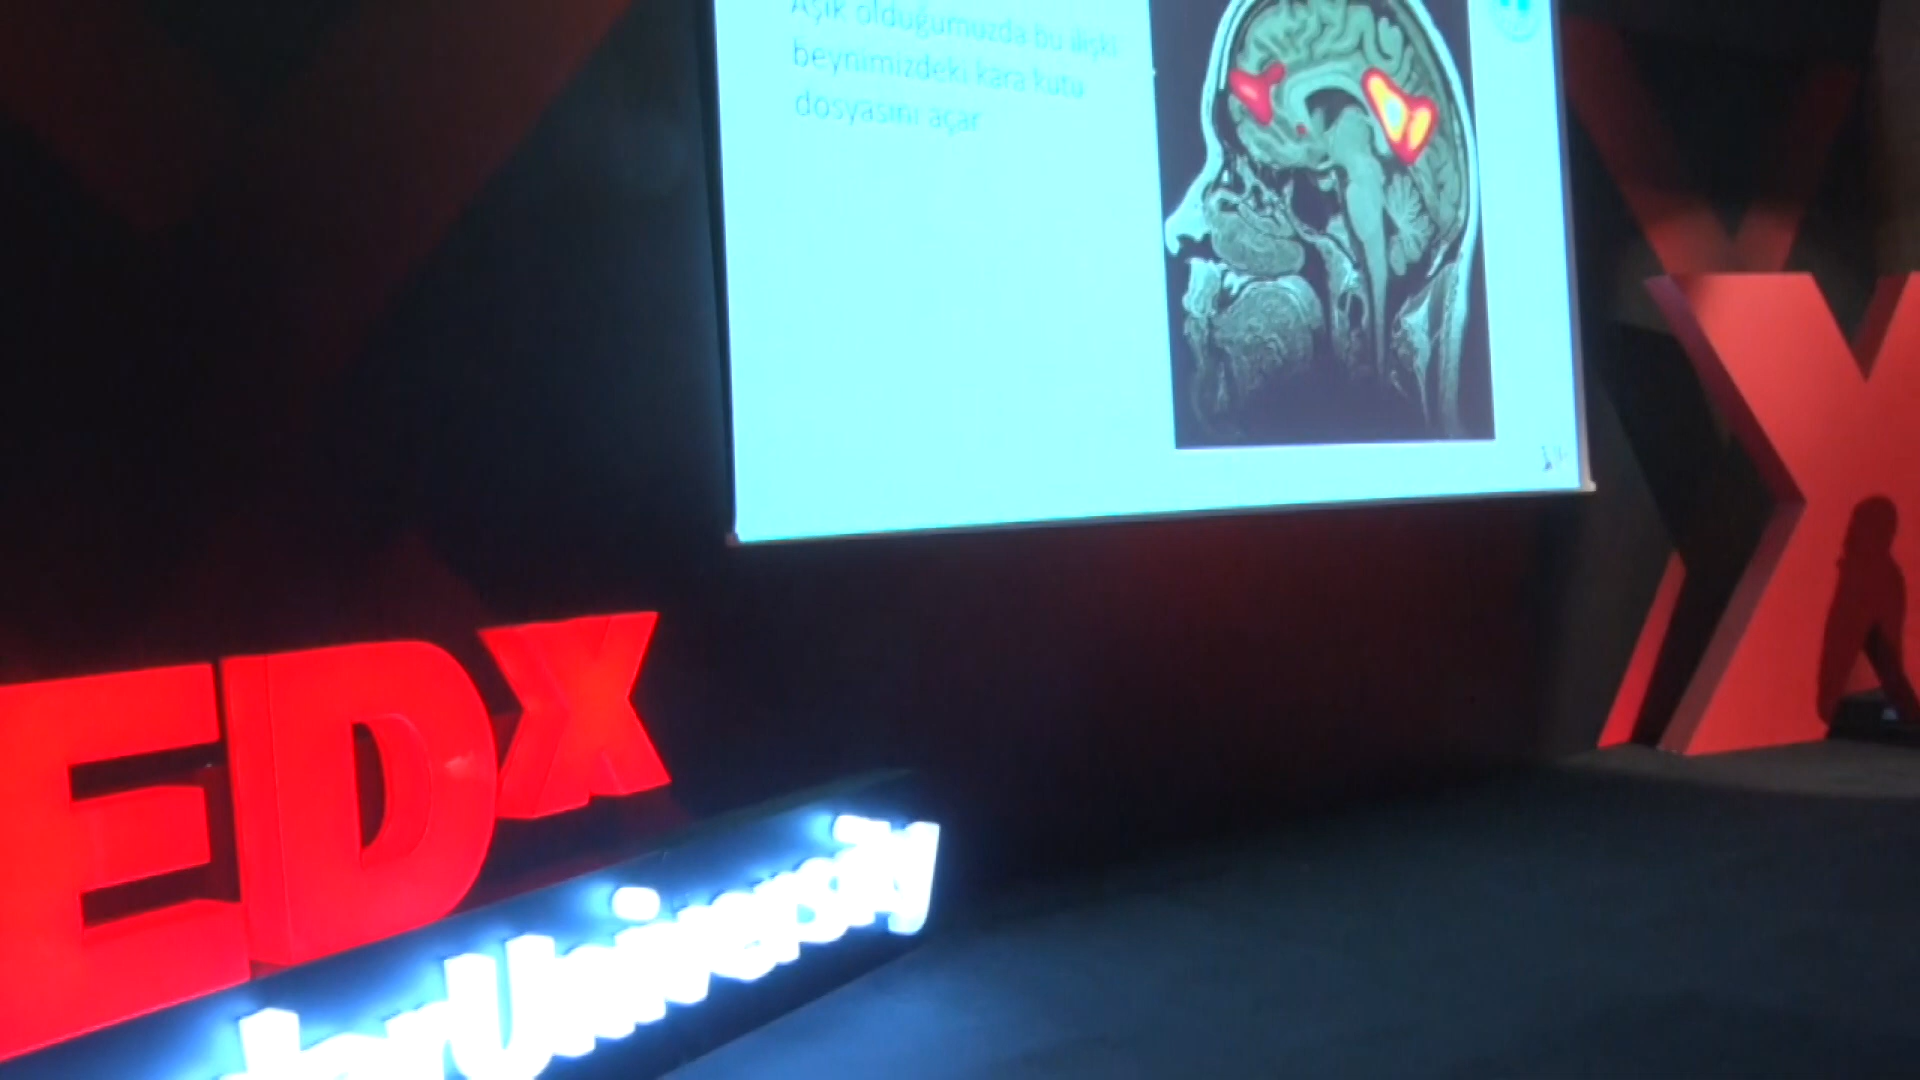 Aşık olduğumuzda bu ilişki
beynimizdeki kara kutu
dosyasını açar
EDx
University
X